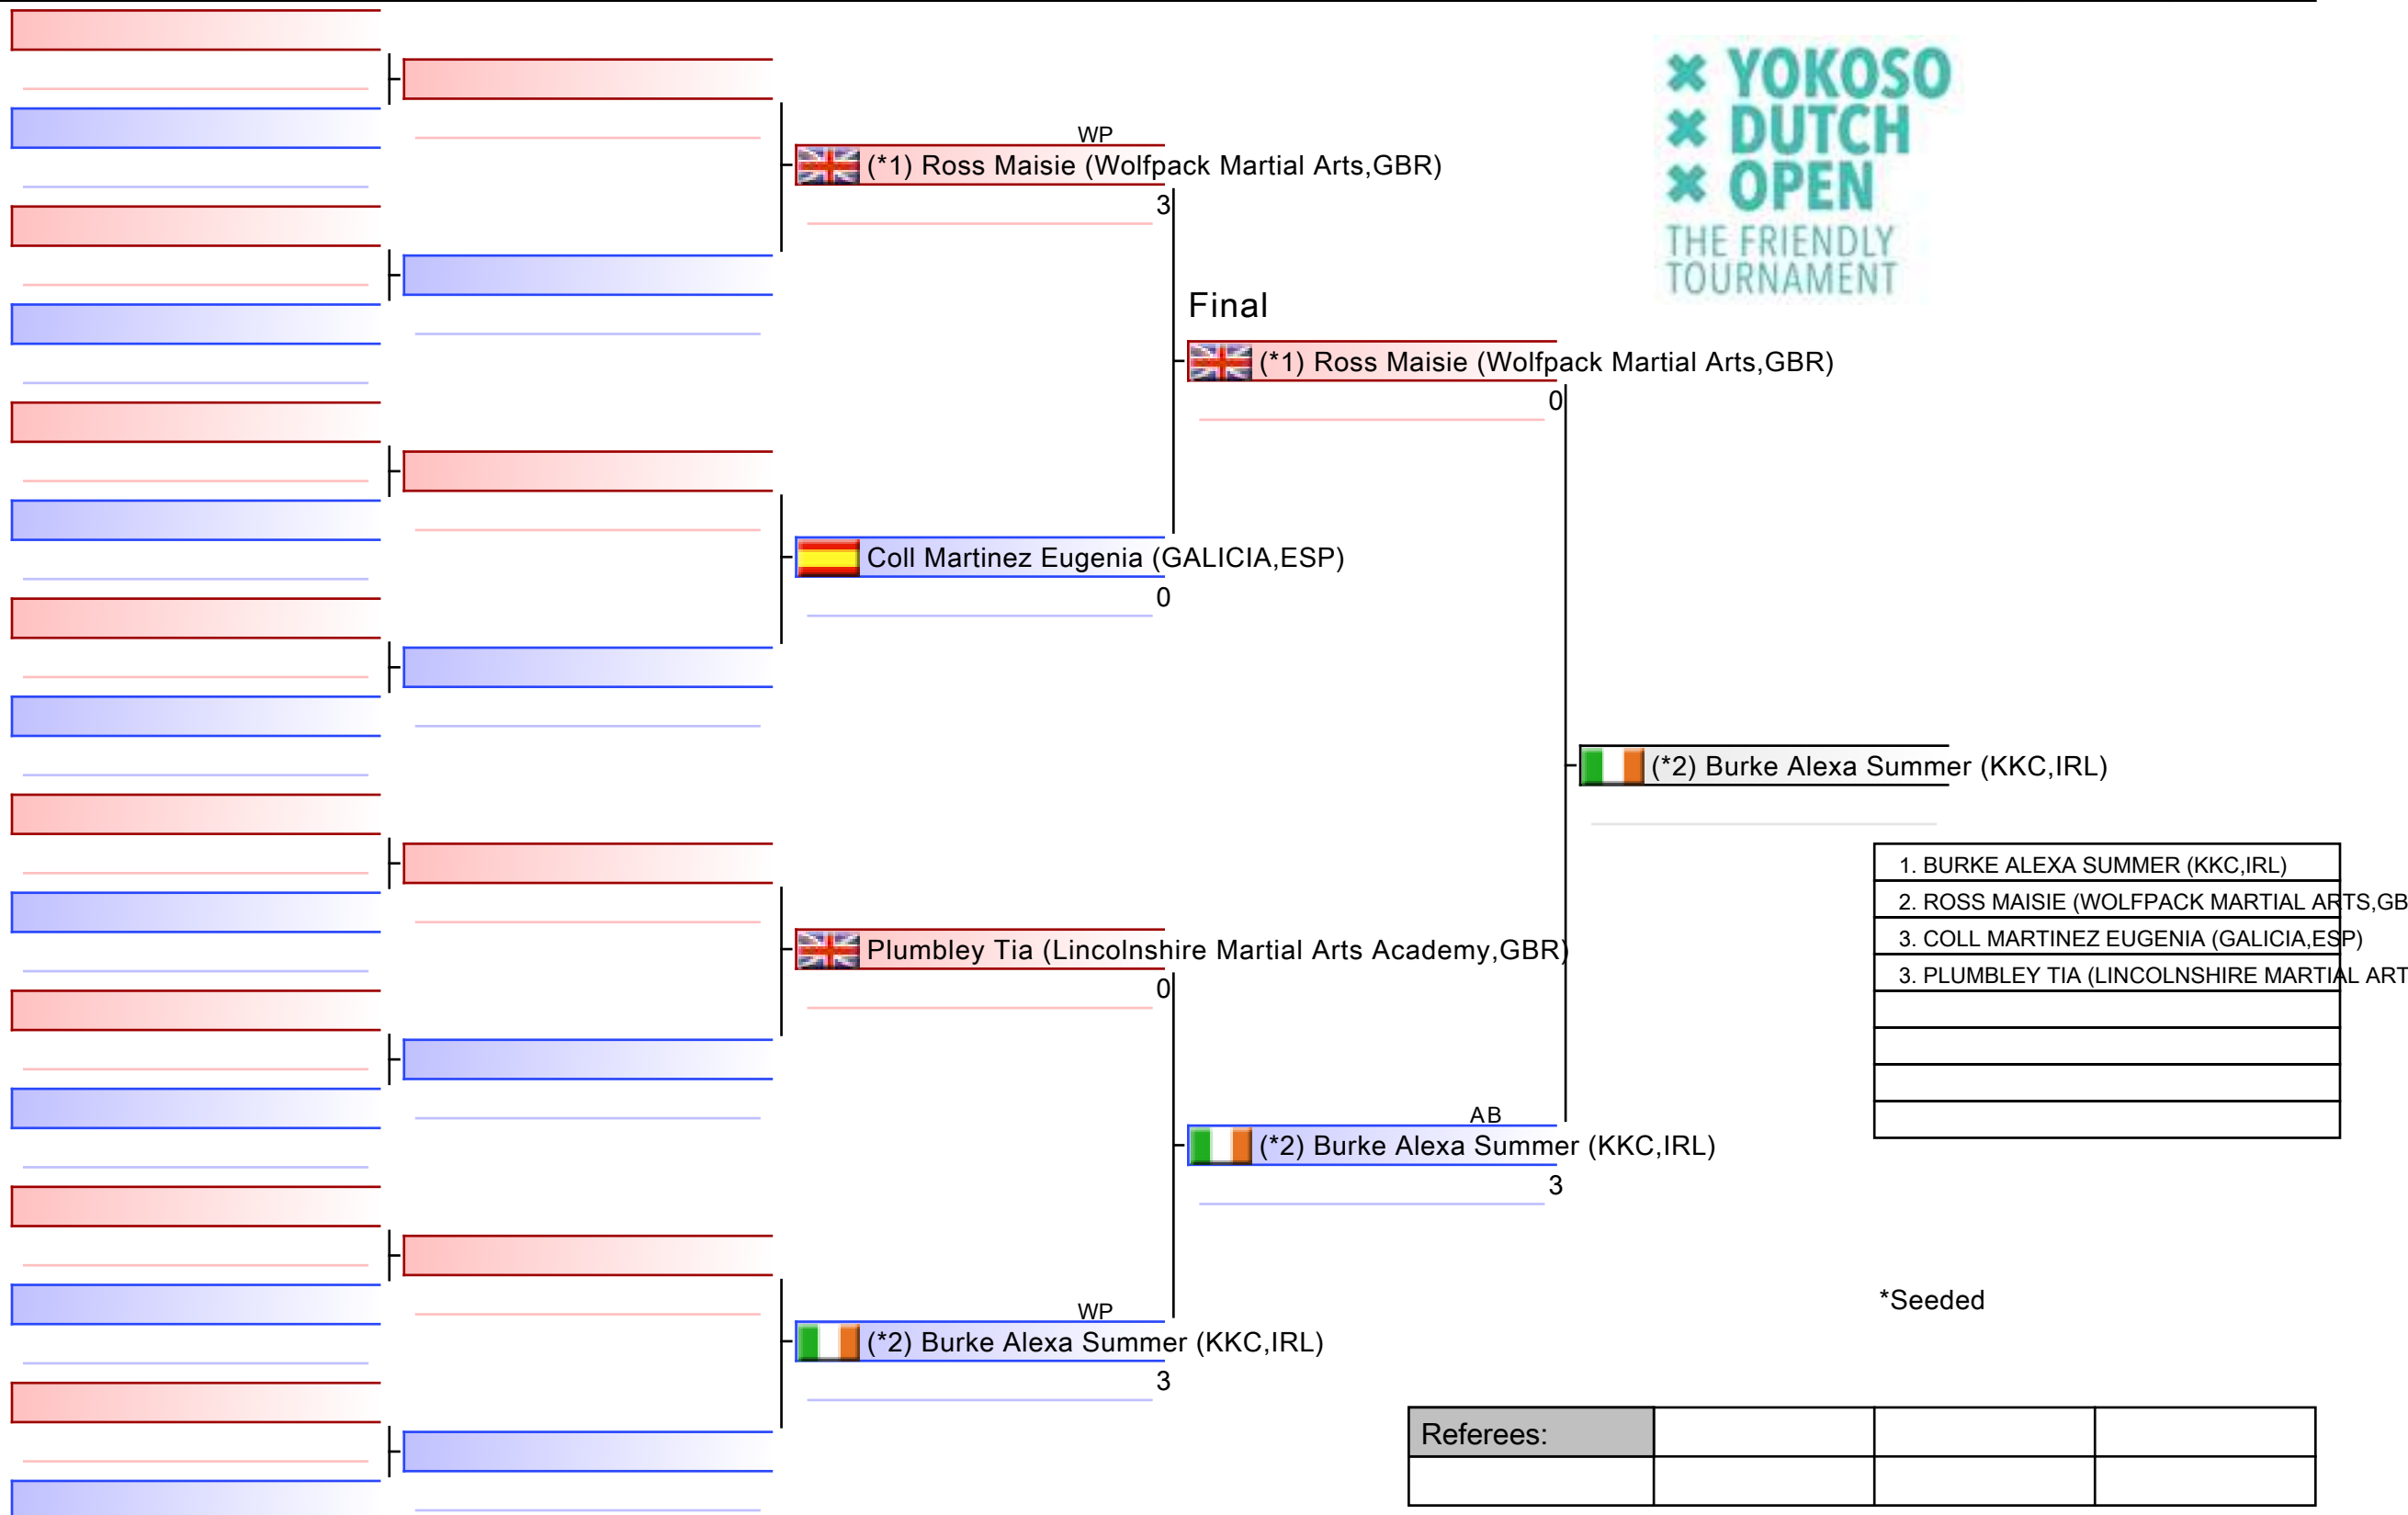 YOKOSO
DUTCH
OPEN
THE FRIENDLY
TOURNAMENT
WP
(*1) Ross Maisie (Wolfpack Martial Arts,GBR)
3
Final
(*1) Ross Maisie (Wolfpack Martial Arts,GBR)
0
Coll Martinez Eugenia (GALICIA,ESP)
0
(*2) Burke Alexa Summer (KKC,IRL)
1. BURKE ALEXA SUMMER (KKC,IRL)
2. ROSS MAISIE (WOLFPACK MARTIAL ARTS,GB
3. COLL MARTINEZ EUGENIA (GALICIA,ESP)
3. PLUMBLEY TIA (LINCOLNSHIRE MARTIAL ART
Plumbley Tia (Lincolnshire Martial Arts Academy,GBR)
0
AB
(*2) Burke Alexa Summer (KKC,IRL)
3
*Seeded
WP
(*2) Burke Alexa Summer (KKC,IRL)
3
Referees: